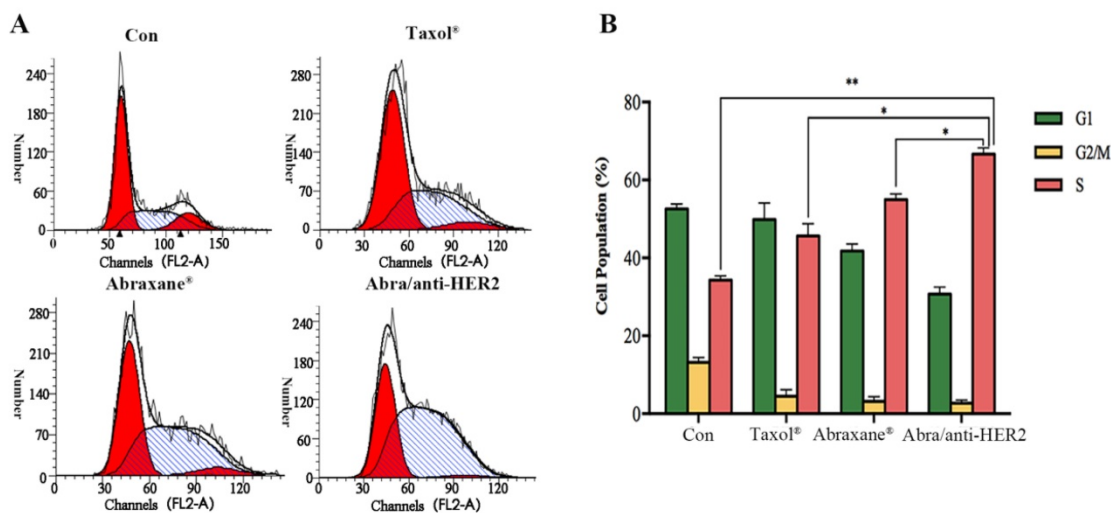 A
Con
240
180
120
60
0
Number
0 50 100 150
Channels (FL2-A)
Taxol®
280
210
140
70
0
Number
0 30 60 90 120
Channels (FL2-A)
Abraxane®
280
210
140
70
0
Number
0 30 60 90 120
Channels (FL2-A)
Abra/anti-HER2
240
180
120
60
0
Number
0 30 60 90 120
Channels (FL2-A)
B
80
60
40
20
0
Cell Population (%)
**
*
*
G1
G2/M
S
Con Taxol® Abraxane® Abra/anti-HER2